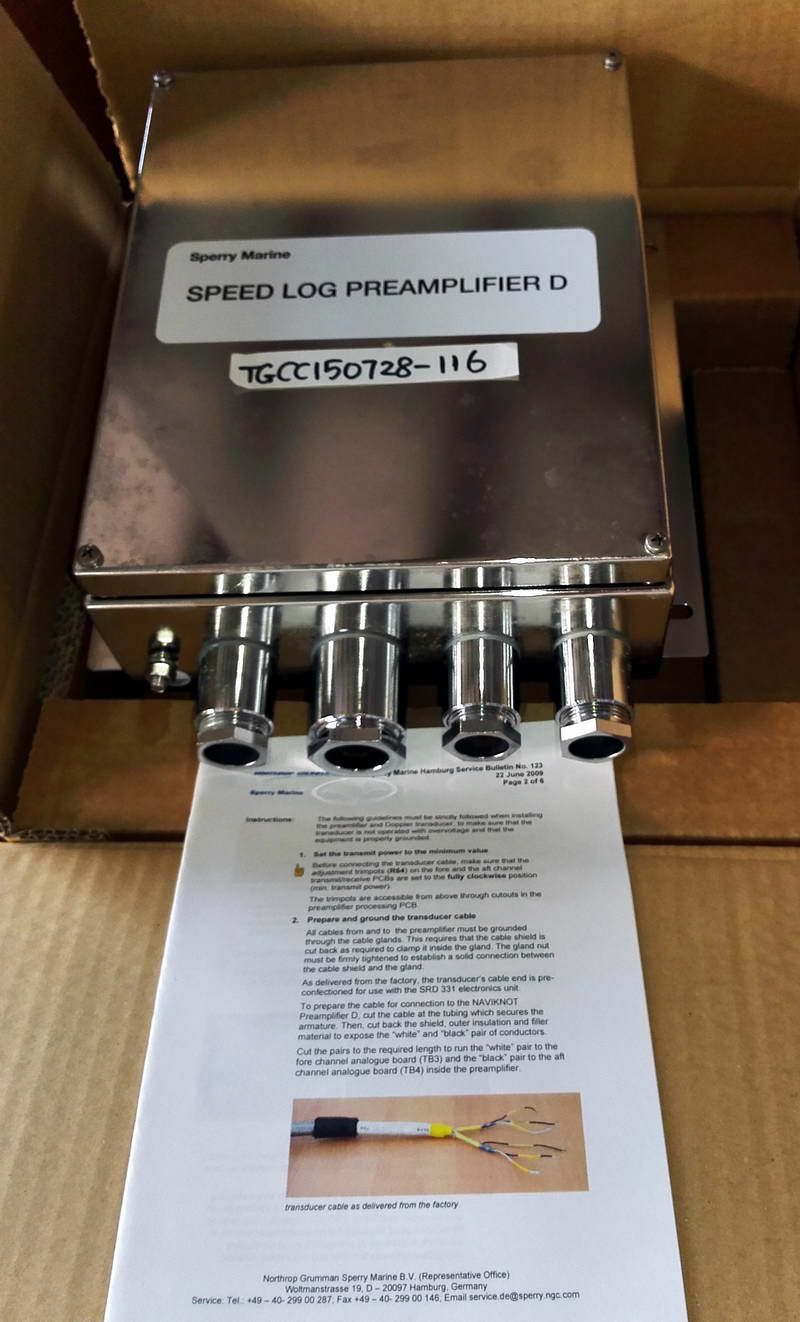 Sperry Marine
SPEED LOG PREAMPLIFIER D
TGCC150728-116
Marine Hamburg Service Bulletin No. 123
22 June 2009
Page 2 of 6
Sperry Marine
Instructions:
The following guidelines must be strictly followed when installing
the preamplifier and Doppler transducer, to make sure that the
transducer is not operated with overvoltage and that the
equipment is properly grounded.
1. Set the transmit power to the minimum value
Before connecting the transducer cable, make sure that the
adjustment trimpots (R64) on the fore and the aft channel
transmit/receive PCBs are set to the fully clockwise position
(min. transmit power).
The trimpots are accessible from above through cutouts in the
preamplifier processing PCB.
2. Prepare and ground the transducer cable
All cables from and to the preamplifier must be grounded
through the cable glands. This requires that the cable shield is
cut back as required to clamp it inside the gland. The gland nut
must be firmly tightened to establish a solid connection between
the cable shield and the gland.
As delivered from the factory, the transducer's cable end is pre-
confectioned for use with the SRD 331 electronics unit.
To prepare the cable for connection to the NAVIKNOT
Preamplifier D, cut the cable at the tubing which secures the
armature. Then, cut back the shield, outer insulation and filler
material to expose the "white" and "black" pair of conductors.
Cut the pairs to the required length to run the "white" pair to the
fore channel analogue board (TB3) and the "black" pair to the aft
channel analogue board (TB4) inside the preamplifier.
transducer cable as delivered from the factory
Northrop Grumman Sperry Marine B.V. (Representative Office)
Woltmanstrasse 19, D – 20097 Hamburg, Germany
Service: Tel.: +49 – 40- 299 00 287; Fax +49 – 40- 299 00 146; Email service.de@sperry.ngc.com